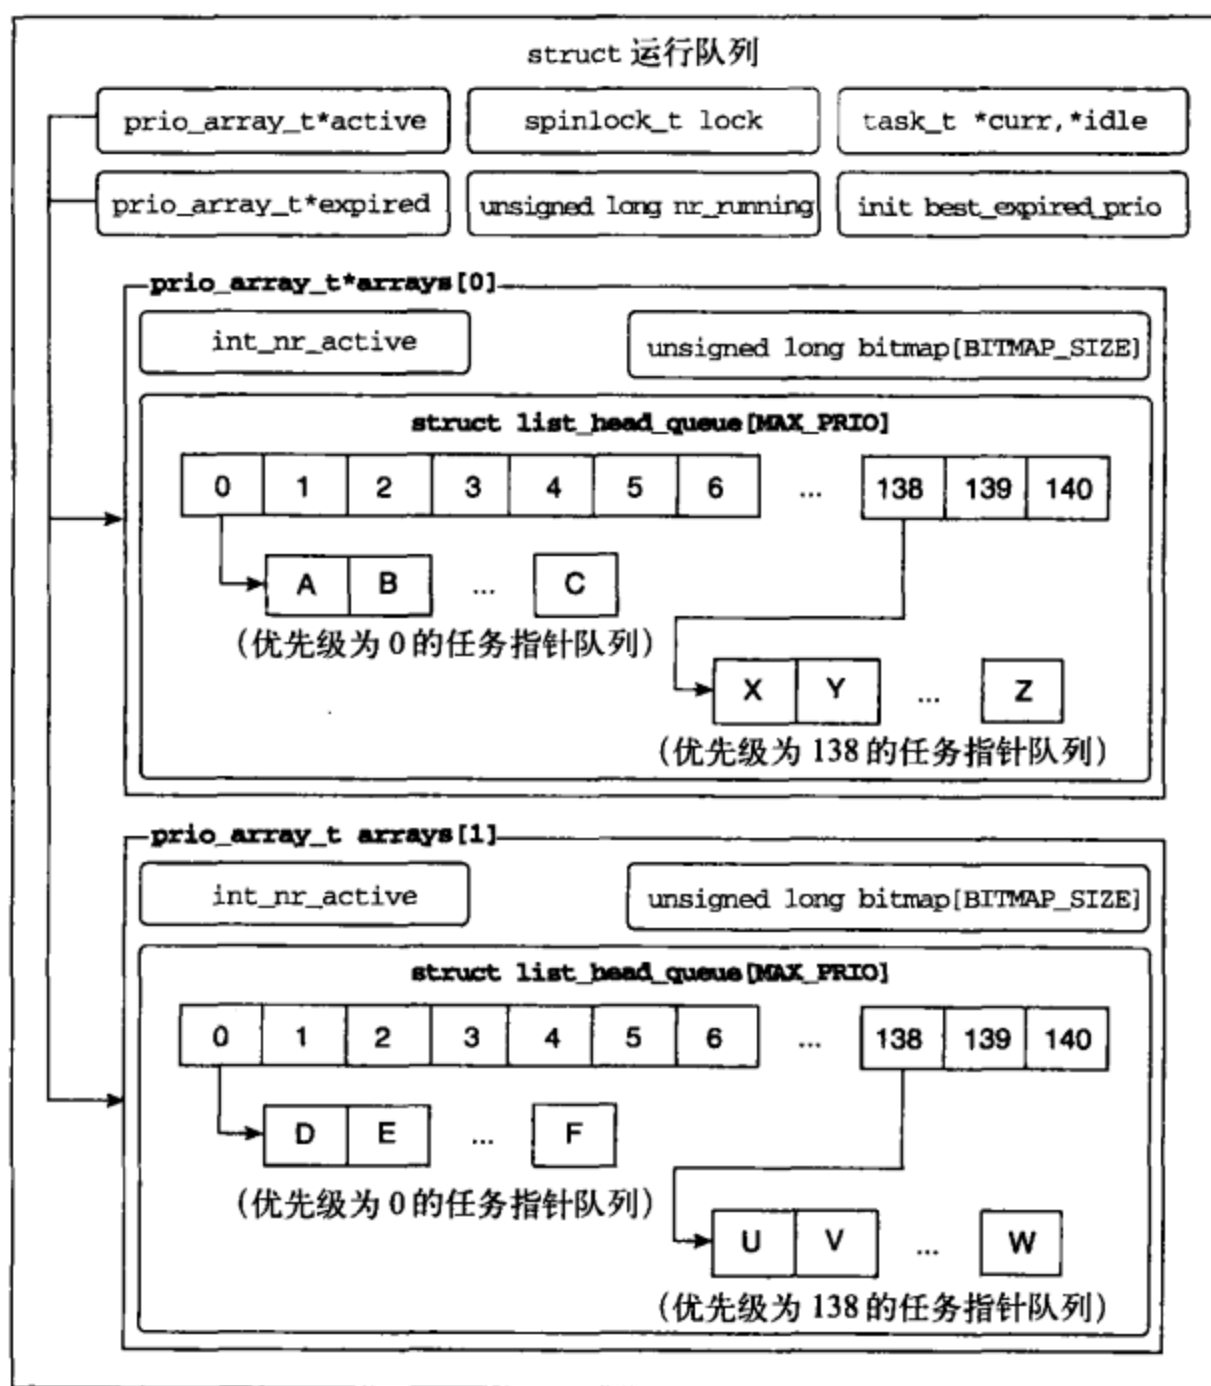 struct 运行队列
prio_array_t*active spinlock_t lock task_t *curr,*idle
prio_array_t*expired unsigned long nr_running init best_expired_prio
prio_array_t*arrays[0]
int_nr_active unsigned long bitmap[BITMAP_SIZE]
struct list_head_queue[MAX_PRIO]
0 1 2 3 4 5 6 ... 138 139 140
A B ... C
(优先级为 0 的任务指针队列)
X Y ... Z
(优先级为 138 的任务指针队列)
prio_array_t arrays[1]
int_nr_active unsigned long bitmap[BITMAP_SIZE]
struct list_head_queue[MAX_PRIO]
0 1 2 3 4 5 6 ... 138 139 140
D E ... F
(优先级为 0 的任务指针队列)
U V ... W
(优先级为 138 的任务指针队列)